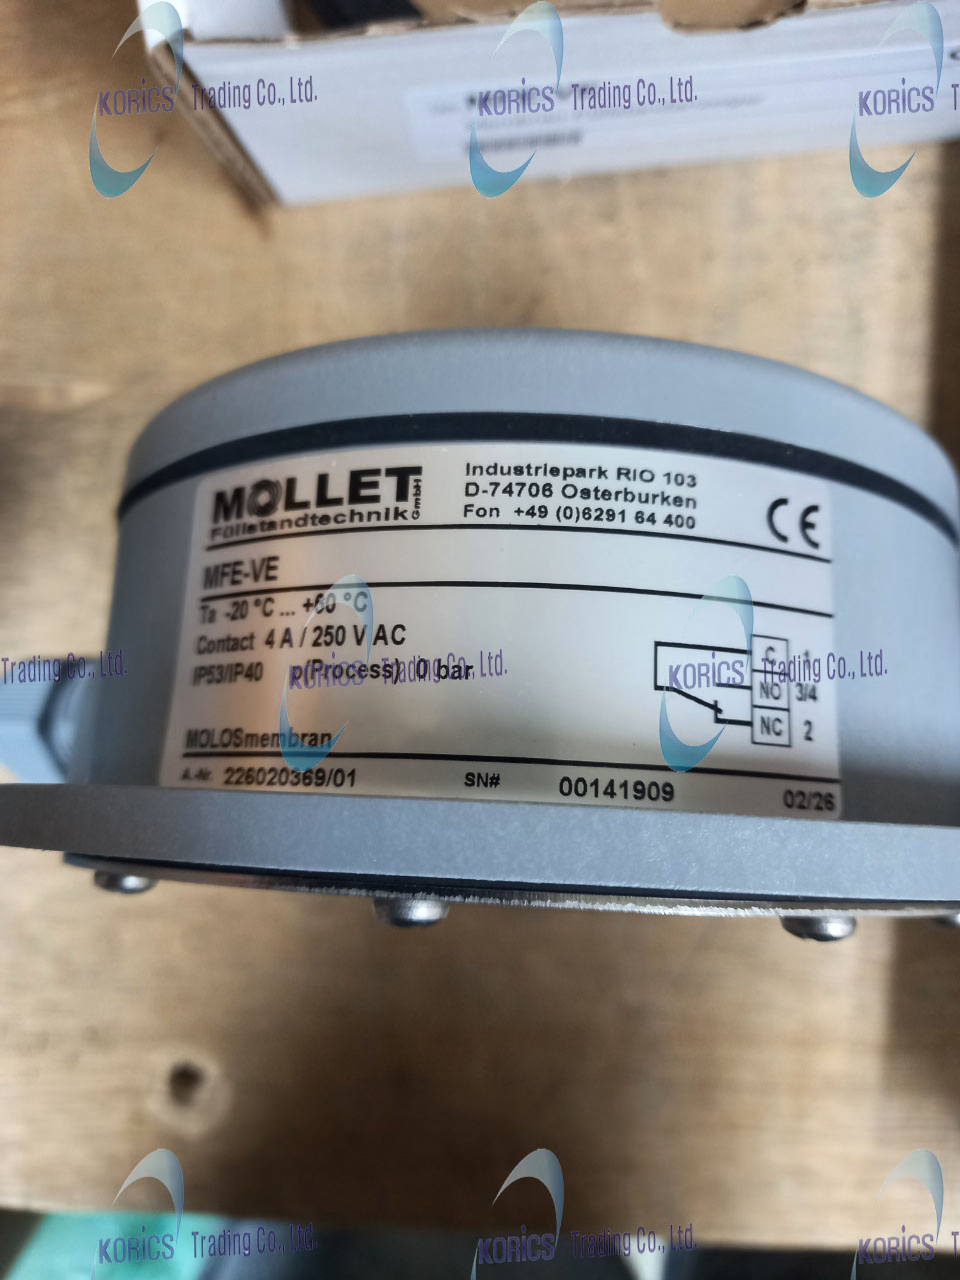 KORICS Trading Co., Ltd.
KORICS Trading Co., Ltd.
KORICS
MOLLET GmbH
Füllstandtechnik
Industriepark RIO 103
D-74706 Osterburken
Fon +49 (0)6291 64 400
CE
MFE-VE
Ta -20 °C ... +60 °C
Contact 4 A / 250 V AC
IP53/IP40 p(Process) 0 bar
C 1
NO 3/4
NC 2
Trading Co., Ltd.
KORICS Trading Co., Ltd.
KORICS Trading Co., Ltd.
MOLOSmembran
A.-Nr. 226020369/01 SN# 00141909 02/26
KORICS Trading Co., Ltd.
KORICS Trading Co., Ltd.
KORICS